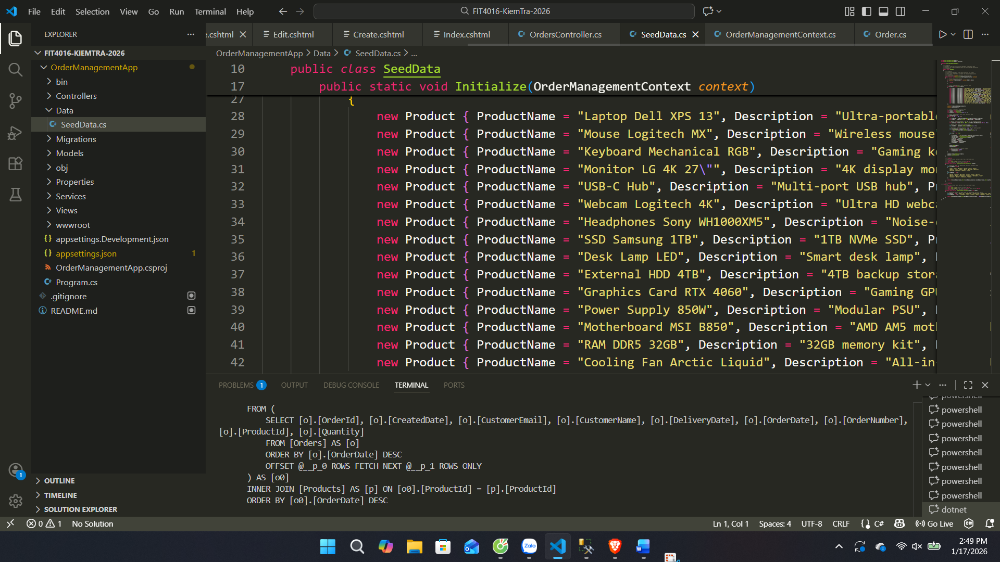 File Edit Selection View Go Run Terminal Help
FIT4016-KiemTra-2026
EXPLORER
e.cshtml
Edit.cshtml
Create.cshtml
Index.cshtml
OrdersController.cs
SeedData.cs
OrderManagementContext.cs
Order.cs
FIT4016-KIEMTRA-2026
OrderManagementApp
bin
Controllers
Data
SeedData.cs
Migrations
Models
obj
Properties
Services
Views
wwwroot
appsettings.Development.json
appsettings.json 1
OrderManagementApp.csproj
Program.cs
.gitignore
README.md
OUTLINE
TIMELINE
SOLUTION EXPLORER
OrderManagementApp > Data > SeedData.cs > ...
10 public class SeedData
17 public static void Initialize(OrderManagementContext context)
27 {
28 new Product { ProductName = "Laptop Dell XPS 13", Description = "Ultra-portabl
29 new Product { ProductName = "Mouse Logitech MX", Description = "Wireless mouse"
30 new Product { ProductName = "Keyboard Mechanical RGB", Description = "Gaming k
31 new Product { ProductName = "Monitor LG 4K 27\"", Description = "4K display mo
32 new Product { ProductName = "USB-C Hub", Description = "Multi-port USB hub", P
33 new Product { ProductName = "Webcam Logitech 4K", Description = "Ultra HD webc
34 new Product { ProductName = "Headphones Sony WH1000XM5", Description = "Noise-
35 new Product { ProductName = "SSD Samsung 1TB", Description = "1TB NVMe SSD", P
36 new Product { ProductName = "Desk Lamp LED", Description = "Smart desk lamp",
37 new Product { ProductName = "External HDD 4TB", Description = "4TB backup stor
38 new Product { ProductName = "Graphics Card RTX 4060", Description = "Gaming GP
39 new Product { ProductName = "Power Supply 850W", Description = "Modular PSU",
40 new Product { ProductName = "Motherboard MSI B850", Description = "AMD AM5 mot
41 new Product { ProductName = "RAM DDR5 32GB", Description = "32GB memory kit",
42 new Product { ProductName = "Cooling Fan Arctic Liquid", Description = "All-in-
PROBLEMS 1 OUTPUT DEBUG CONSOLE TERMINAL PORTS
FROM (
SELECT [o].[OrderId], [o].[CreatedDate], [o].[CustomerEmail], [o].[CustomerName], [o].[DeliveryDate], [o].[OrderDate], [o].[OrderNumber],
[o].[ProductId], [o].[Quantity]
FROM [Orders] AS [o]
ORDER BY [o].[OrderDate] DESC
OFFSET @__p_0 ROWS FETCH NEXT @__p_1 ROWS ONLY
) AS [o0]
INNER JOIN [Products] AS [p] ON [o0].[ProductId] = [p].[ProductId]
ORDER BY [o0].[OrderDate] DESC
powershell
powershell
powershell
powershell
powershell
powershell
powershell
powershell
dotnet
1
0 1 No Solution
Ln 1, Col 1 Spaces: 4 UTF-8 CRLF {} C# Go Live
Zalo
2:49 PM
1/17/2026